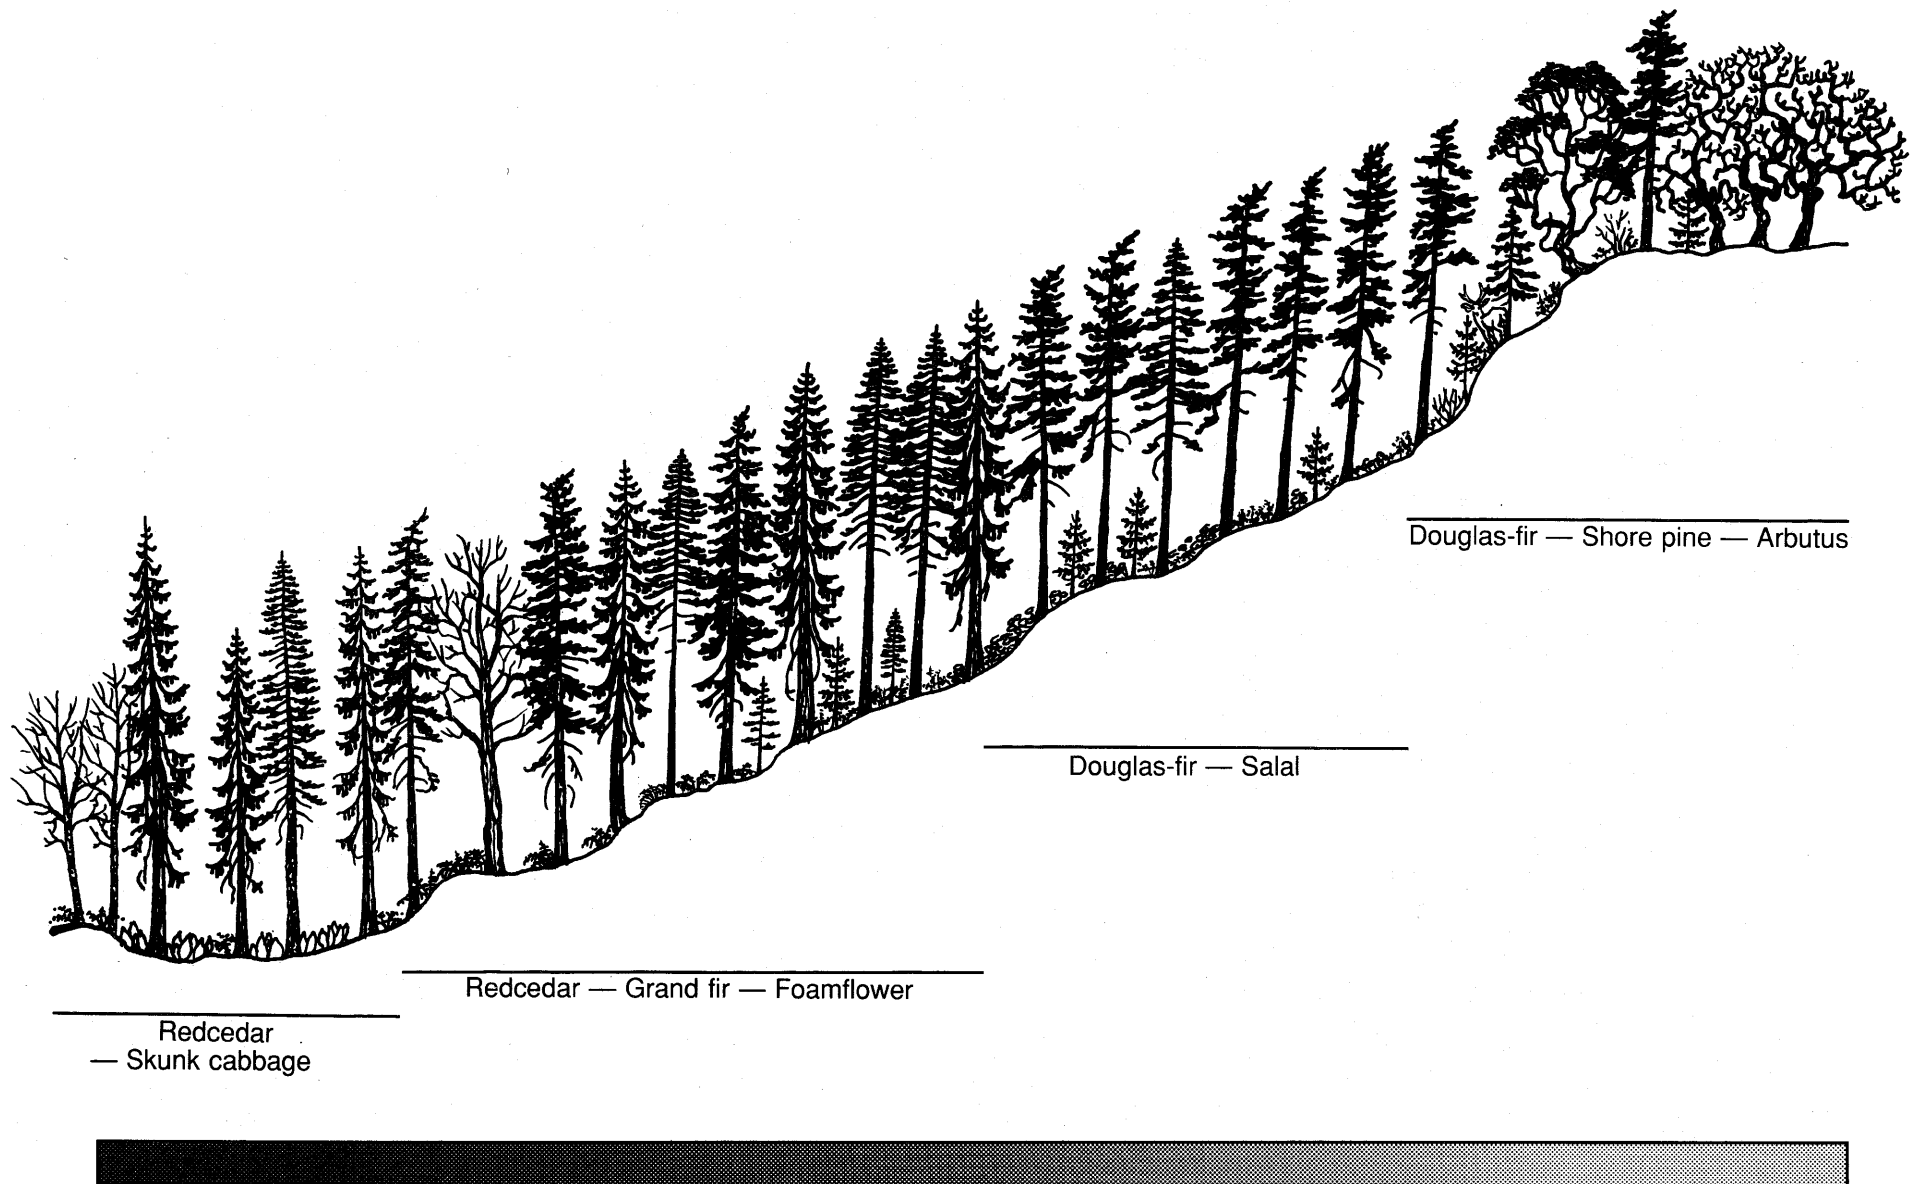 Douglas-fir — Shore pine — Arbutus
Douglas-fir — Salal
Redcedar — Grand fir — Foamflower
Redcedar
— Skunk cabbage